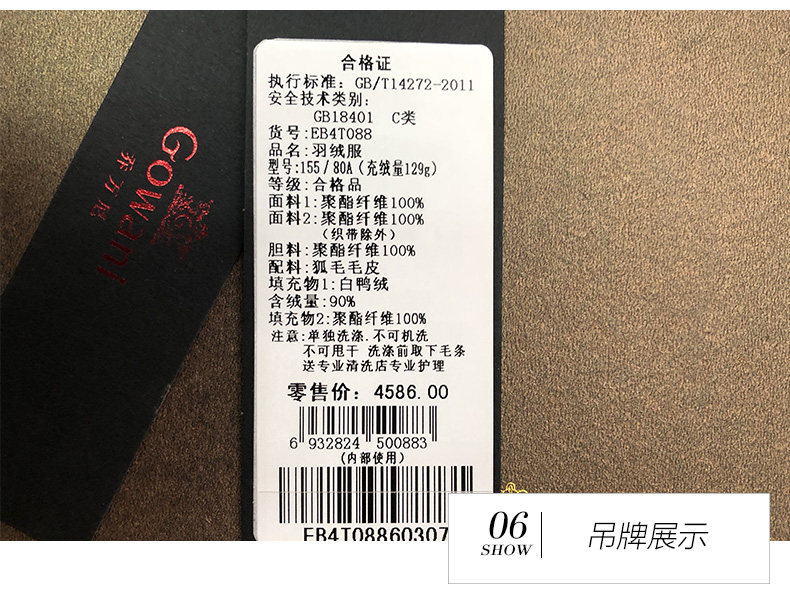 Gowani
乔万尼
合格证
执行标准：GB/T14272-2011
安全技术类别：
GB18401 C类
货号：EB4T088
品名：羽绒服
型号：155/80A（充绒量129g）
等级：合格品
面料1：聚酯纤维100%
面料2：聚酯纤维100%
（织带除外）
胆料：聚酯纤维100%
配料：狐毛毛皮
填充物1：白鸭绒
含绒量：90%
填充物2：聚酯纤维100%
注意：单独洗涤.不可机洗
不可甩干 洗涤前取下毛条
送专业清洗店专业护理
零售价：4586.00
6 932824 500883
（内部使用）
EB4T08860307
06
SHOW
吊牌展示